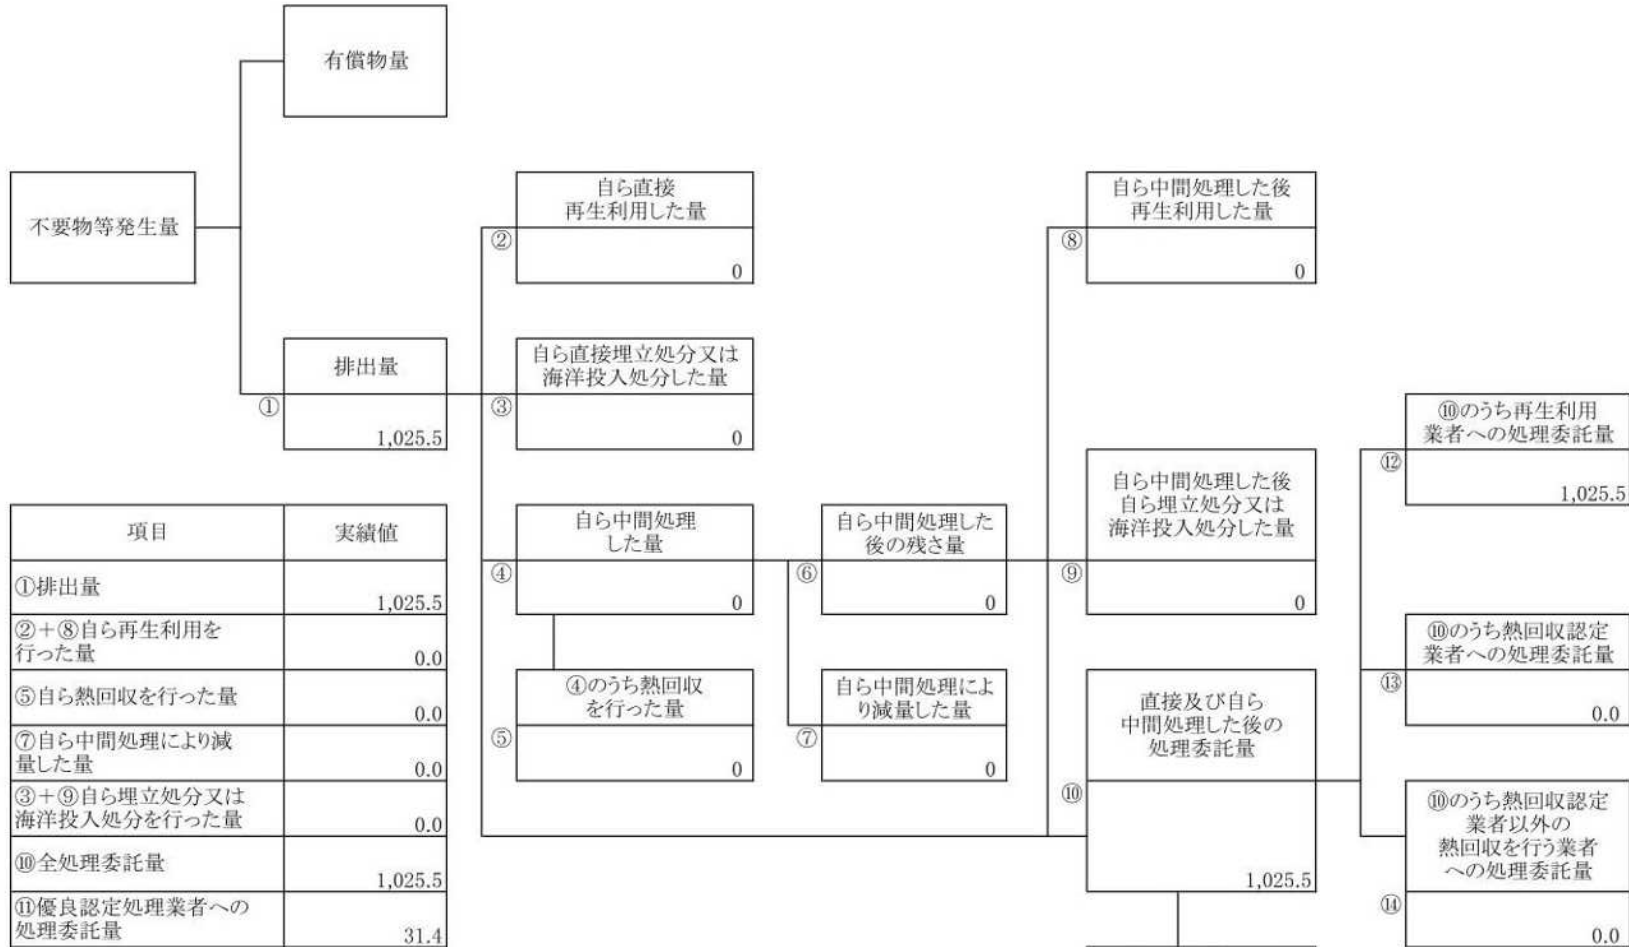 有償物量
不要物等発生量
排出量
①
1,025.5
自ら直接
再生利用した量
②
0
自ら直接埋立処分又は
海洋投入処分した量
③
0
自ら中間処理
した量
④
0
④のうち熱回収
を行った量
⑤
0
自ら中間処理した
後の残さ量
⑥
0
自ら中間処理によ
り減量した量
⑦
0
自ら中間処理した後
再生利用した量
⑧
0
自ら中間処理した後
自ら埋立処分又は
海洋投入処分した量
⑨
0
直接及び自ら
中間処理した後の
処理委託量
⑩
1,025.5
⑩のうち再生利用
業者への処理委託量
⑫
1,025.5
⑩のうち熱回収認定
業者への処理委託量
⑬
0.0
⑩のうち熱回収認定
業者以外の
熱回収を行う業者
への処理委託量
⑭
0.0
項目 実績値
①排出量
1,025.5
②+⑧自ら再生利用を
行った量 0.0
⑤自ら熱回収を行った量
0.0
⑦自ら中間処理により減
量した量 0.0
③+⑨自ら埋立処分又は
海洋投入処分を行った量 0.0
⑩全処理委託量
1,025.5
⑪優良認定処理業者への
処理委託量 31.4